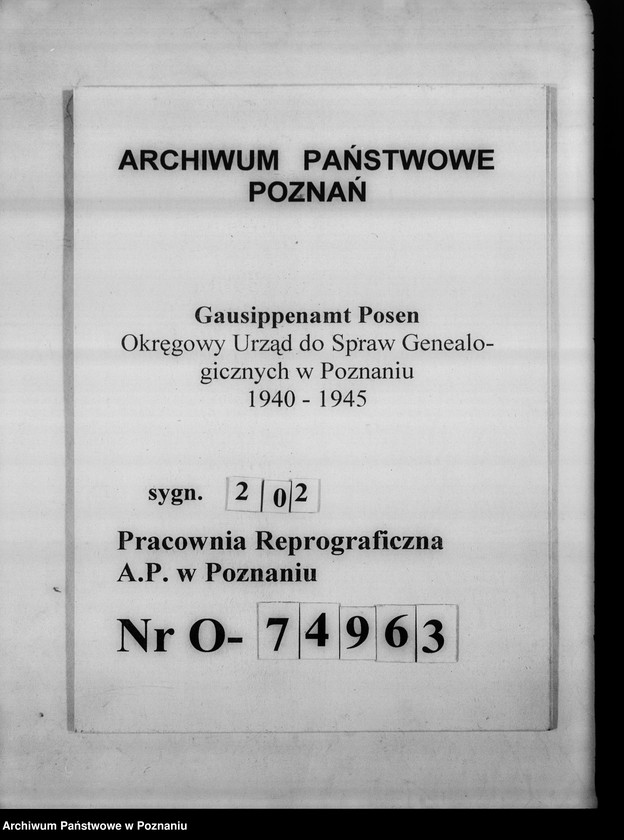 ARCHIWUM PAŃSTWOWE
POZNAŃ
Gausippenamt Posen
Okręgowy Urząd do Spraw Genealo-
gicznych w Poznaniu
1940 - 1945
sygn. 202
Pracownia Reprograficzna
A.P. w Poznaniu
Nr O- 74963
Archiwum Państwowe w Poznaniu